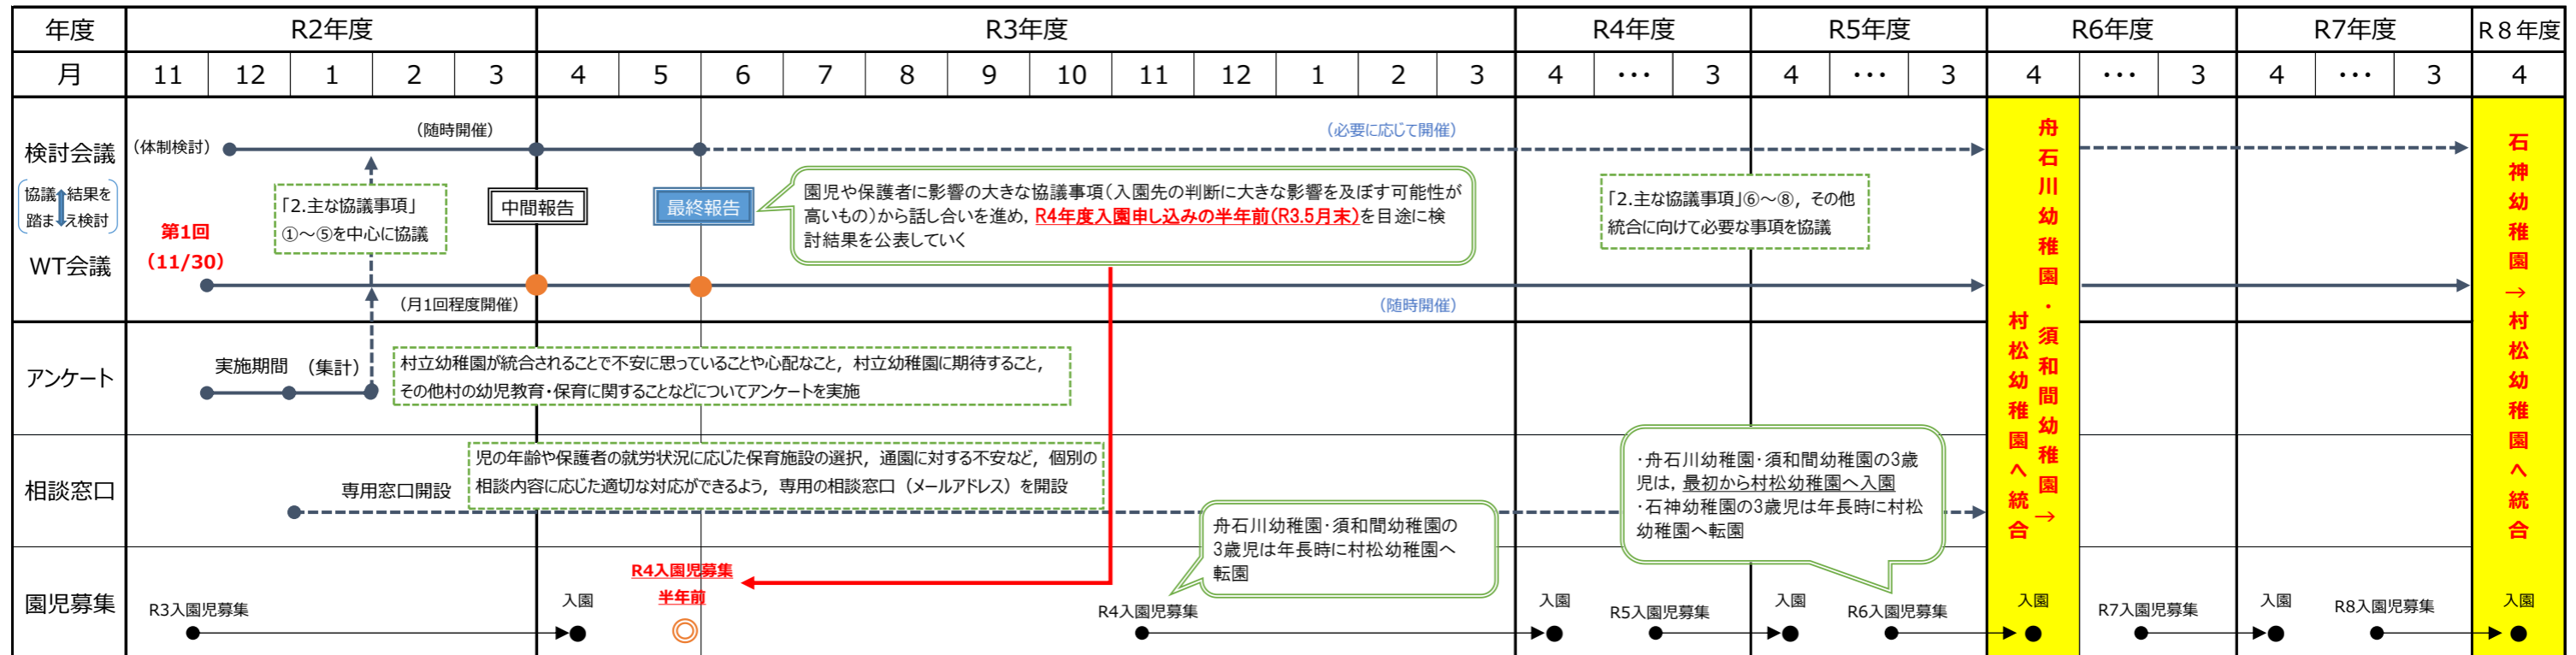 年度 R2年度 R3年度 R4年度 R5年度 R6年度 R7年度 R８年度
月 11 12 1 2 3 4 5 6 7 8 9 10 11 12 1 2 3 4 ・・・ 3 4 ・・・ 3 4 ・・・ 3 4 ・・・ 3 4
検討会議
協議 結果を
踏ま え検討
WT会議
（体制検討）
（随時開催）
（必要に応じて開催）
「2.主な協議事項」
①～⑤を中心に協議
中間報告
最終報告
園児や保護者に影響の大きな協議事項（入園先の判断に大きな影響を及ぼす可能性が
高いもの）から話し合いを進め，R4年度入園申し込みの半年前(R3.5月末)を目途に検
討結果を公表していく
「2.主な協議事項」⑥～⑧，その他
統合に向けて必要な事項を協議
第1回
（11/30）
（月1回程度開催）
（随時開催）
舟石川幼稚園・須和間幼稚園→
村松幼稚園へ統合
石神幼稚園→村松幼稚園へ統合
アンケート
実施期間 （集計）
村立幼稚園が統合されることで不安に思っていることや心配なこと，村立幼稚園に期待すること，
その他村の幼児教育・保育に関することなどについてアンケートを実施
相談窓口
専用窓口開設
児の年齢や保護者の就労状況に応じた保育施設の選択，通園に対する不安など，個別の
相談内容に応じた適切な対応ができるよう，専用の相談窓口（メールアドレス）を開設
舟石川幼稚園・須和間幼稚園の
3歳児は年長時に村松幼稚園へ
転園
・舟石川幼稚園・須和間幼稚園の3歳
児は，最初から村松幼稚園へ入園
・石神幼稚園の3歳児は年長時に村松
幼稚園へ転園
園児募集
R3入園児募集
入園
R4入園児募集
半年前
R4入園児募集
入園
R5入園児募集
入園
R6入園児募集
入園
R7入園児募集
入園
R8入園児募集
入園